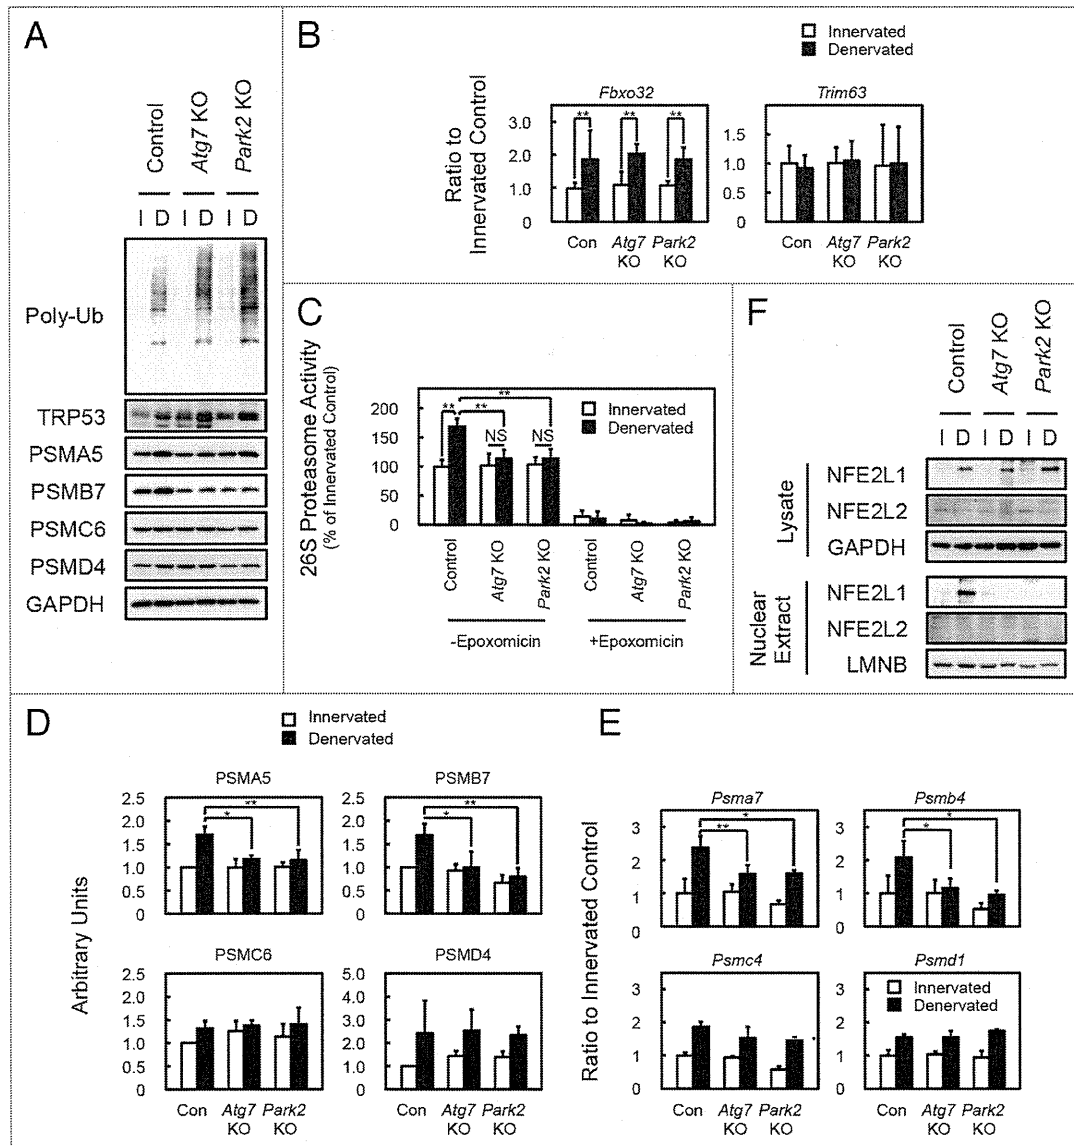 A
Control
Atg7 KO
Park2 KO
I D I D I D
Poly-Ub
TRP53
PSMA5
PSMB7
PSMC6
PSMD4
GAPDH
B
Innervated
Denervated
Ratio to
Innervated Control
Fbxo32
3.0
2.0
1.0
0
** ** **
Con Atg7 KO Park2 KO
Trim63
1.5
1.0
0.5
0
Con Atg7 KO Park2 KO
C
26S Proteasome Activity
(% of Innervated Control)
200
150
100
50
0
Innervated
Denervated
** ** **
NS NS
Control Atg7 KO Park2 KO Control Atg7 KO Park2 KO
-Epoxomicin +Epoxomicin
F
Control
Atg7 KO
Park2 KO
I D I D I D
Lysate
NFE2L1
NFE2L2
GAPDH
Nuclear
Extract
NFE2L1
NFE2L2
LMNB
D
Innervated
Denervated
Arbitrary Units
PSMA5
2.5
2.0
1.5
1.0
0.5
0
**
*
PSMB7
2.5
2.0
1.5
1.0
0.5
0
**
*
PSMC6
2.5
2.0
1.5
1.0
0.5
0
Con Atg7 KO Park2 KO
PSMD4
5.0
4.0
3.0
2.0
1.0
0
Con Atg7 KO Park2 KO
E
Ratio to Innervated Control
Psma7
3
2
1
0
*
**
Psmb4
3
2
1
0
*
*
Psmc4
3
2
1
0
Con Atg7 KO Park2 KO
Psmd1
3
2
1
0
Innervated
Denervated
Con Atg7 KO Park2 KO